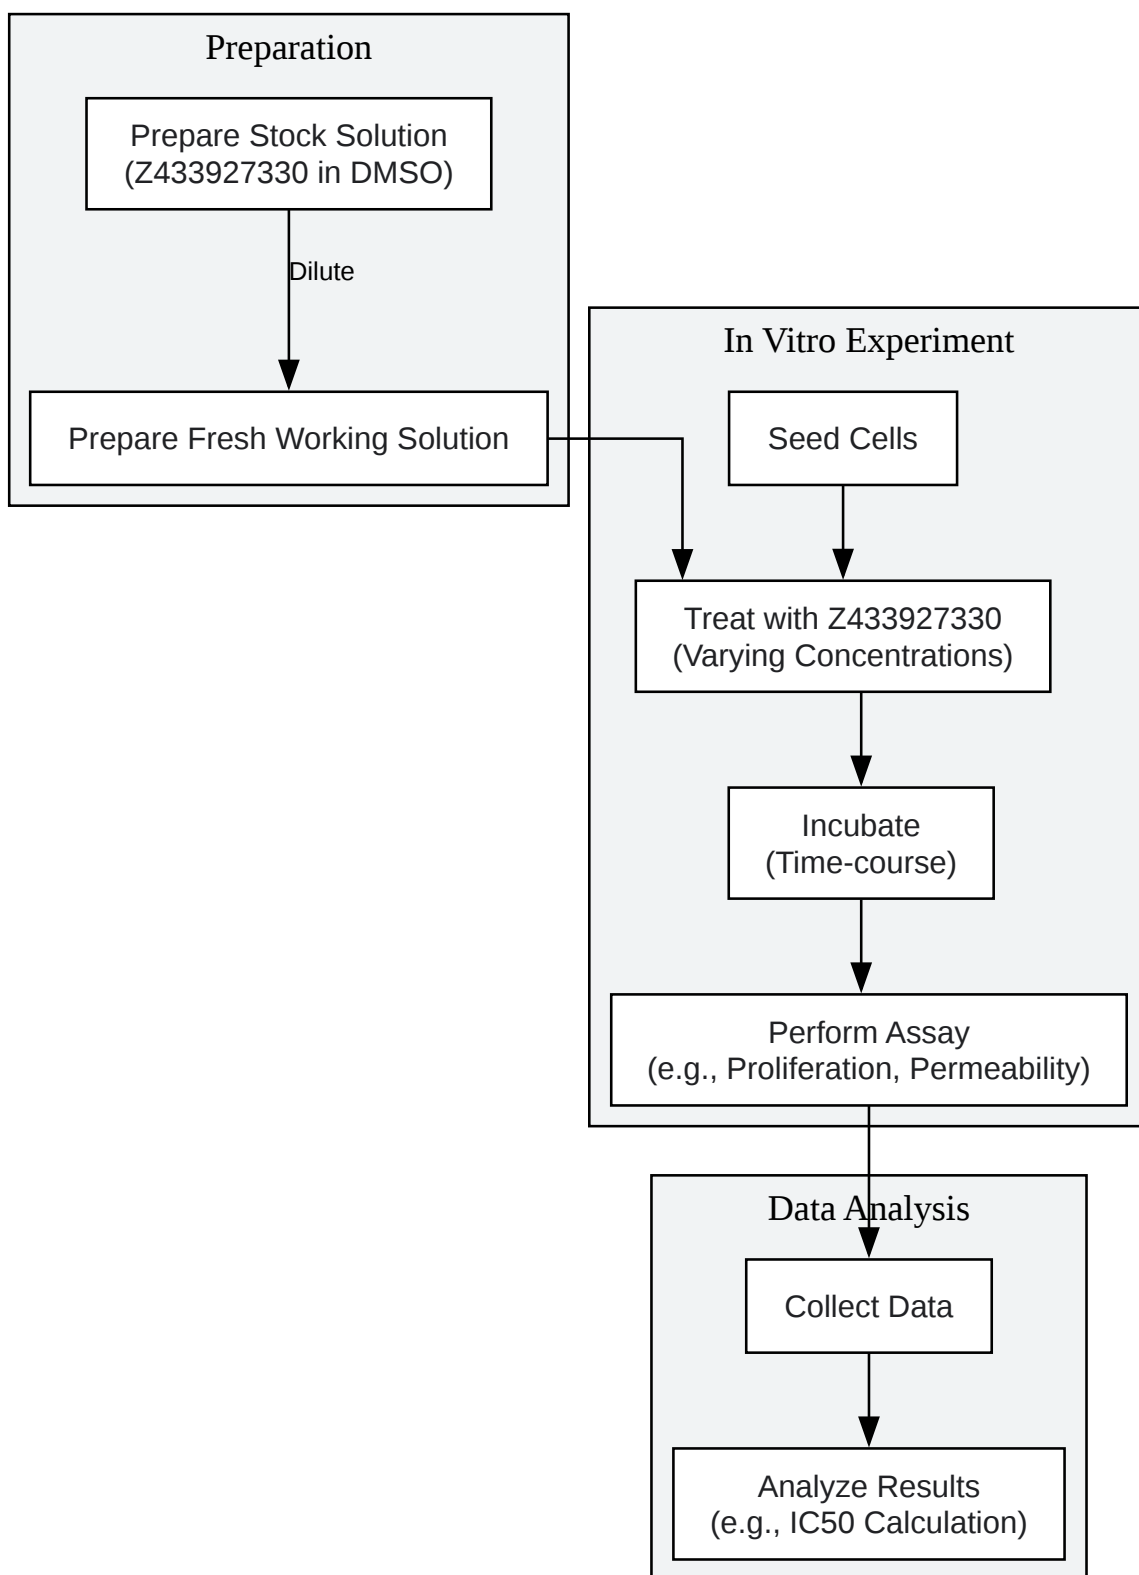 Preparation
Prepare Stock Solution
(Z433927330 in DMSO)
Dilute
Prepare Fresh Working Solution
In Vitro Experiment
Seed Cells
Treat with Z433927330
(Varying Concentrations)
Incubate
(Time-course)
Perform Assay
(e.g., Proliferation, Permeability)
Data Analysis
Collect Data
Analyze Results
(e.g., IC50 Calculation)